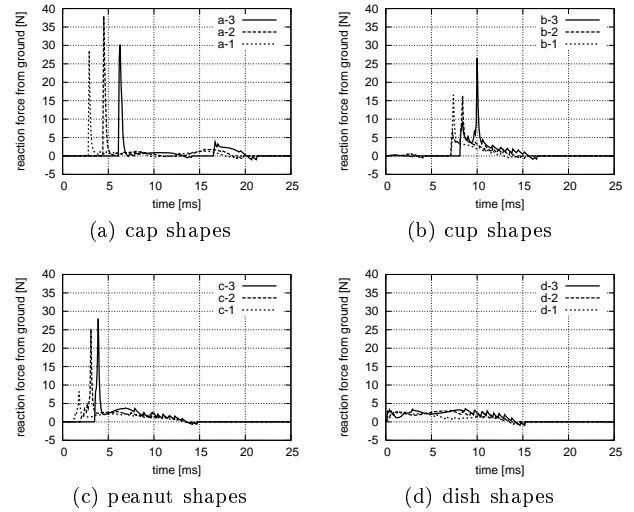 reaction force from ground [N]
40
35
30
25
20
15
10
5
0
-5
a-3
a-2
a-1
0 5 10 15 20 25
time [ms]
(a) cap shapes
reaction force from ground [N]
40
35
30
25
20
15
10
5
0
-5
b-3
b-2
b-1
0 5 10 15 20 25
time [ms]
(b) cup shapes
reaction force from ground [N]
40
35
30
25
20
15
10
5
0
-5
c-3
c-2
c-1
0 5 10 15 20 25
time [ms]
(c) peanut shapes
reaction force from ground [N]
40
35
30
25
20
15
10
5
0
-5
d-3
d-2
d-1
0 5 10 15 20 25
time [ms]
(d) dish shapes